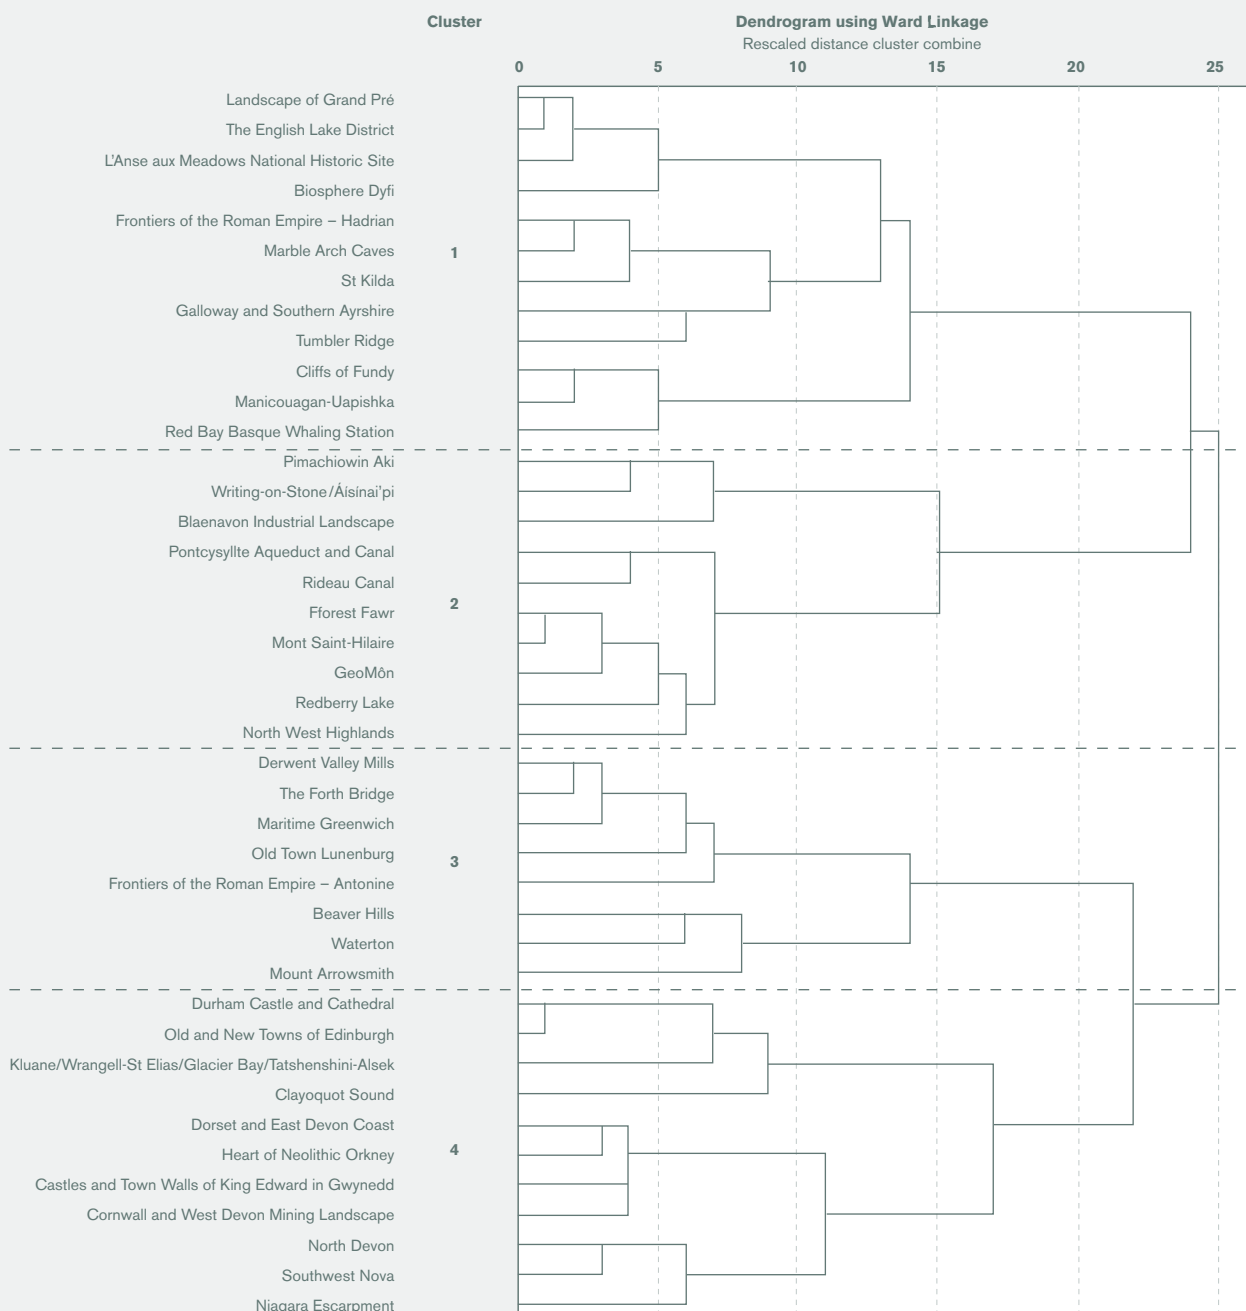 Cluster
Dendrogram using Ward Linkage
Rescaled distance cluster combine
0 5 10 15 20 25
Landscape of Grand Pré
The English Lake District
L'Anse aux Meadows National Historic Site
Biosphere Dyfi
Frontiers of the Roman Empire – Hadrian
Marble Arch Caves
1
St Kilda
Galloway and Southern Ayrshire
Tumbler Ridge
Cliffs of Fundy
Manicouagan-Uapishka
Red Bay Basque Whaling Station
Pimachiowin Aki
Writing-on-Stone/Áísínai'pi
Blaenavon Industrial Landscape
Pontcysyllte Aqueduct and Canal
Rideau Canal
2
Fforest Fawr
Mont Saint-Hilaire
GeoMôn
Redberry Lake
North West Highlands
Derwent Valley Mills
The Forth Bridge
Maritime Greenwich
Old Town Lunenburg
3
Frontiers of the Roman Empire – Antonine
Beaver Hills
Waterton
Mount Arrowsmith
Durham Castle and Cathedral
Old and New Towns of Edinburgh
Kluane/Wrangell-St Elias/Glacier Bay/Tatshenshini-Alsek
Clayoquot Sound
Dorset and East Devon Coast
4
Heart of Neolithic Orkney
Castles and Town Walls of King Edward in Gwynedd
Cornwall and West Devon Mining Landscape
North Devon
Southwest Nova
Niagara Escarpment